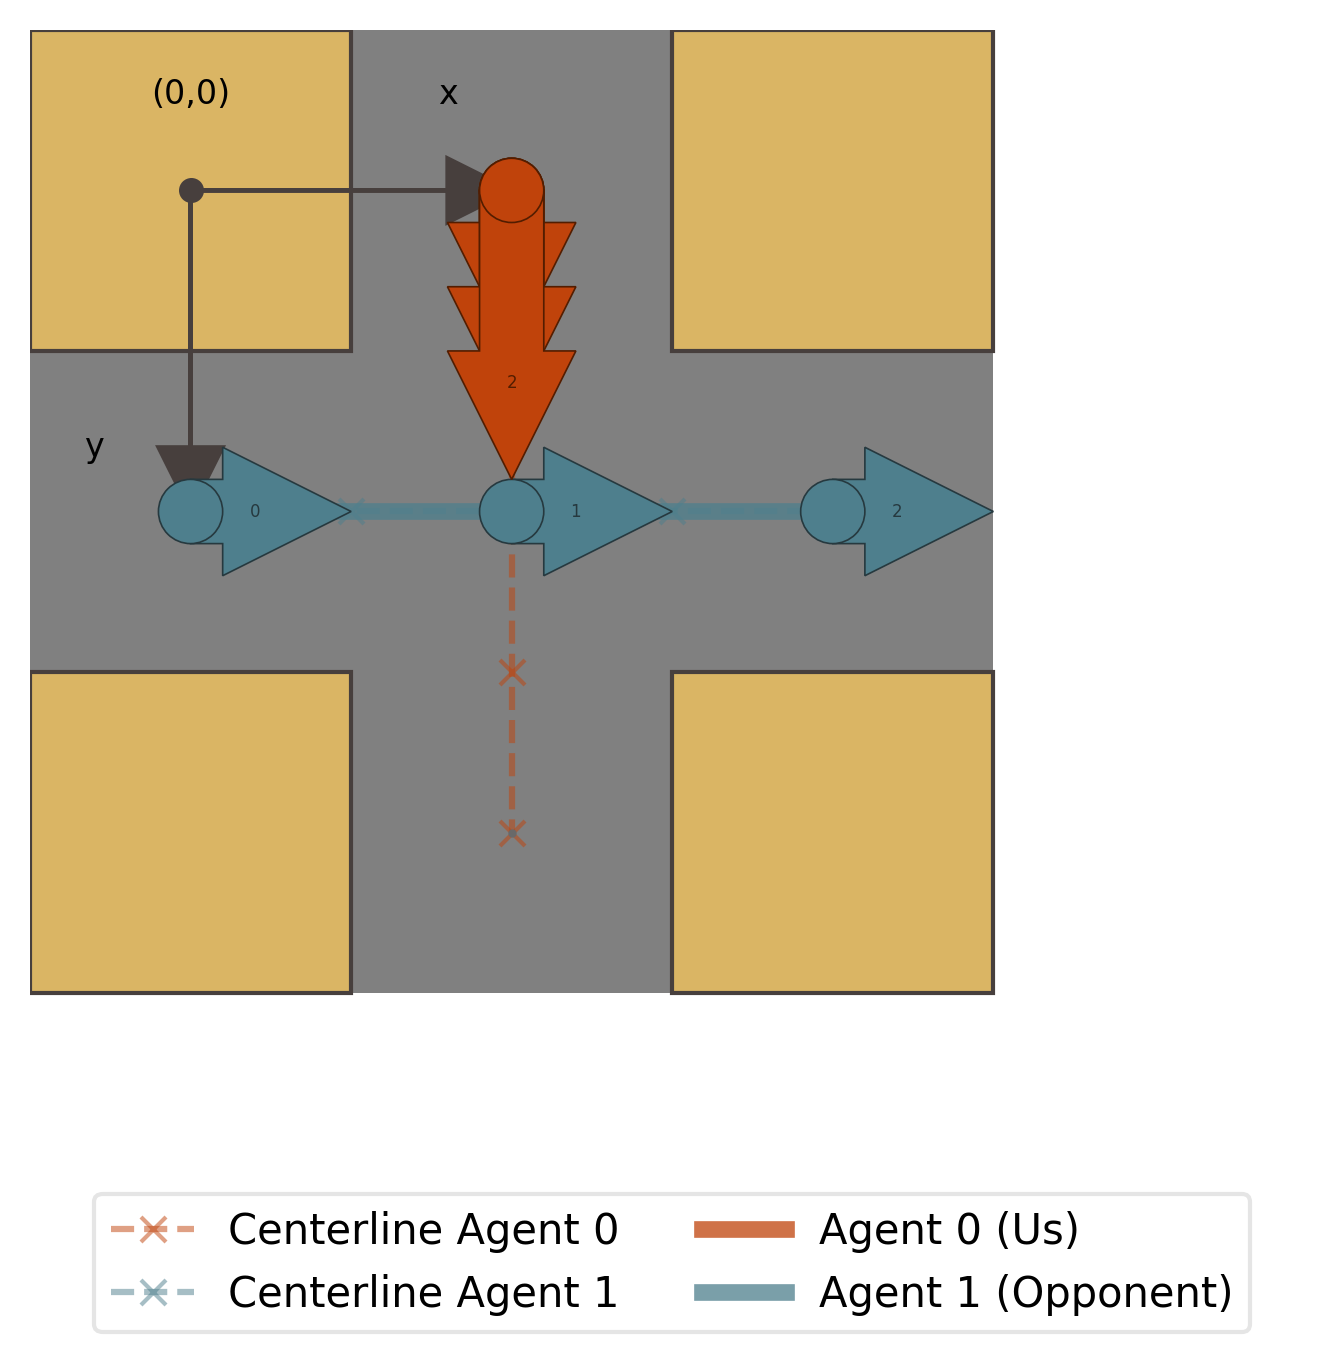 (0,0)
x
2
y
0
1
2
Centerline Agent 0
Agent 0 (Us)
Centerline Agent 1
Agent 1 (Opponent)